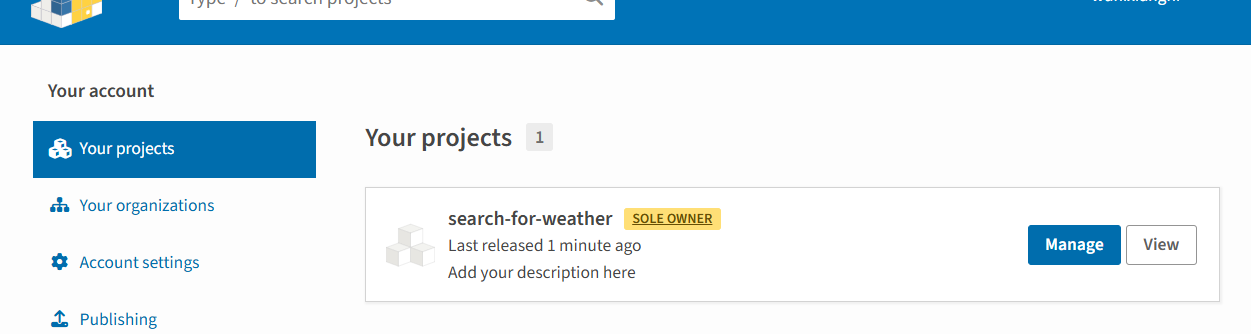 Type / to search projects
Your account
Your projects
Your organizations
Account settings
Publishing
Your projects 1
search-for-weather SOLE OWNER
Last released 1 minute ago
Add your description here
Manage View